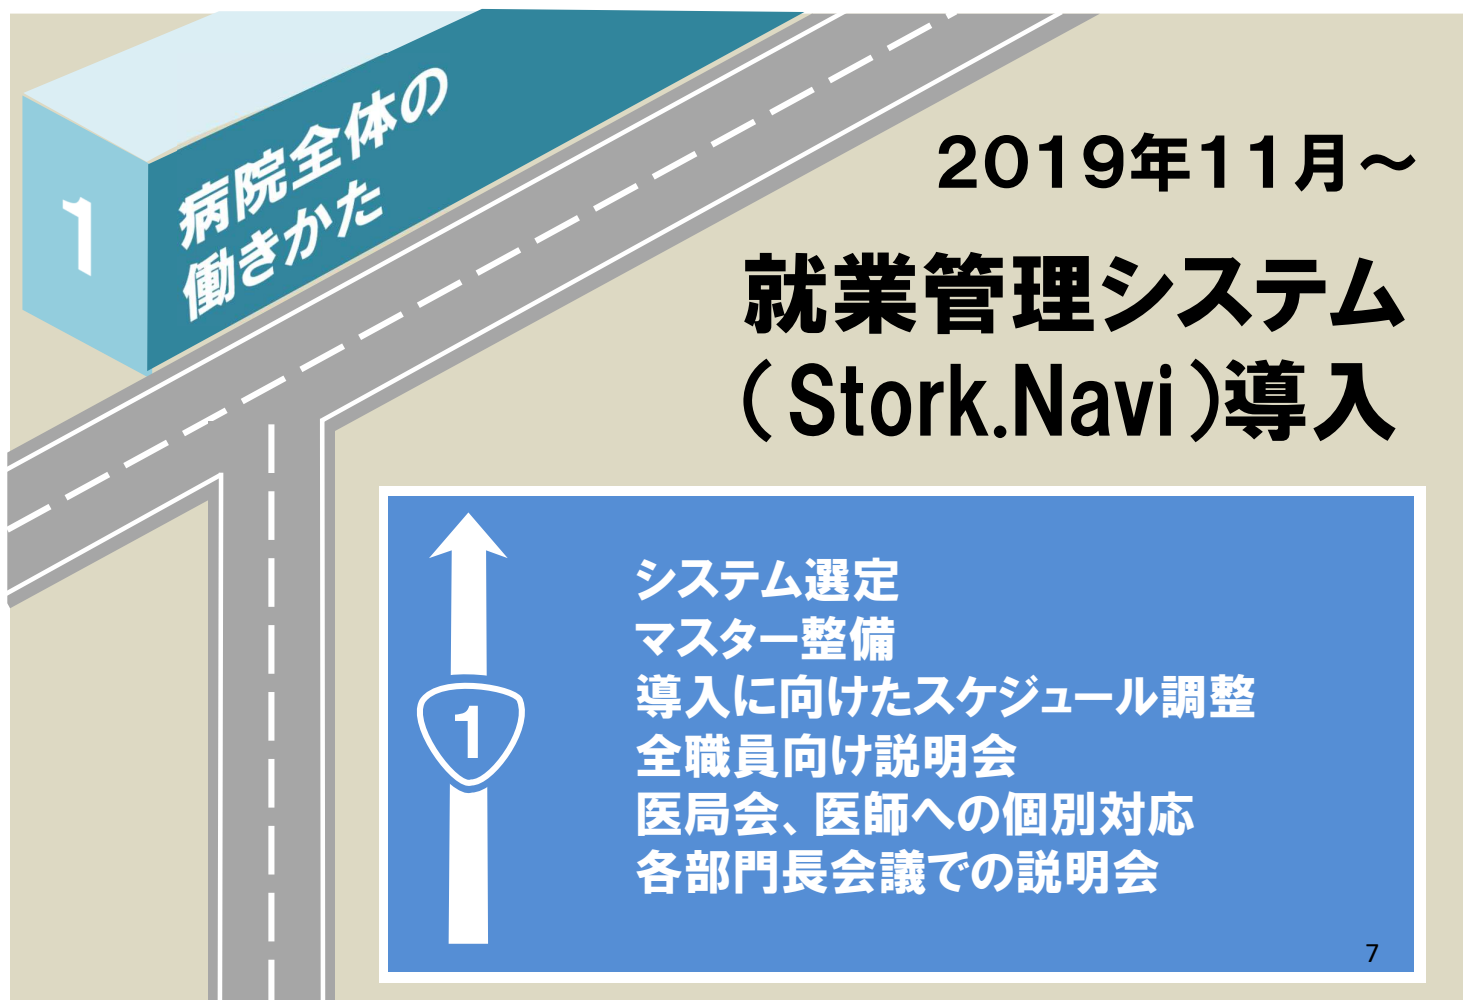 1
病院全体の
働きかた
２０１９年１１月～
就業管理システム
（Stork.Navi）導入
システム選定
マスター整備
導入に向けたスケジュール調整
全職員向け説明会
医局会、医師への個別対応
各部門長会議での説明会
1
7